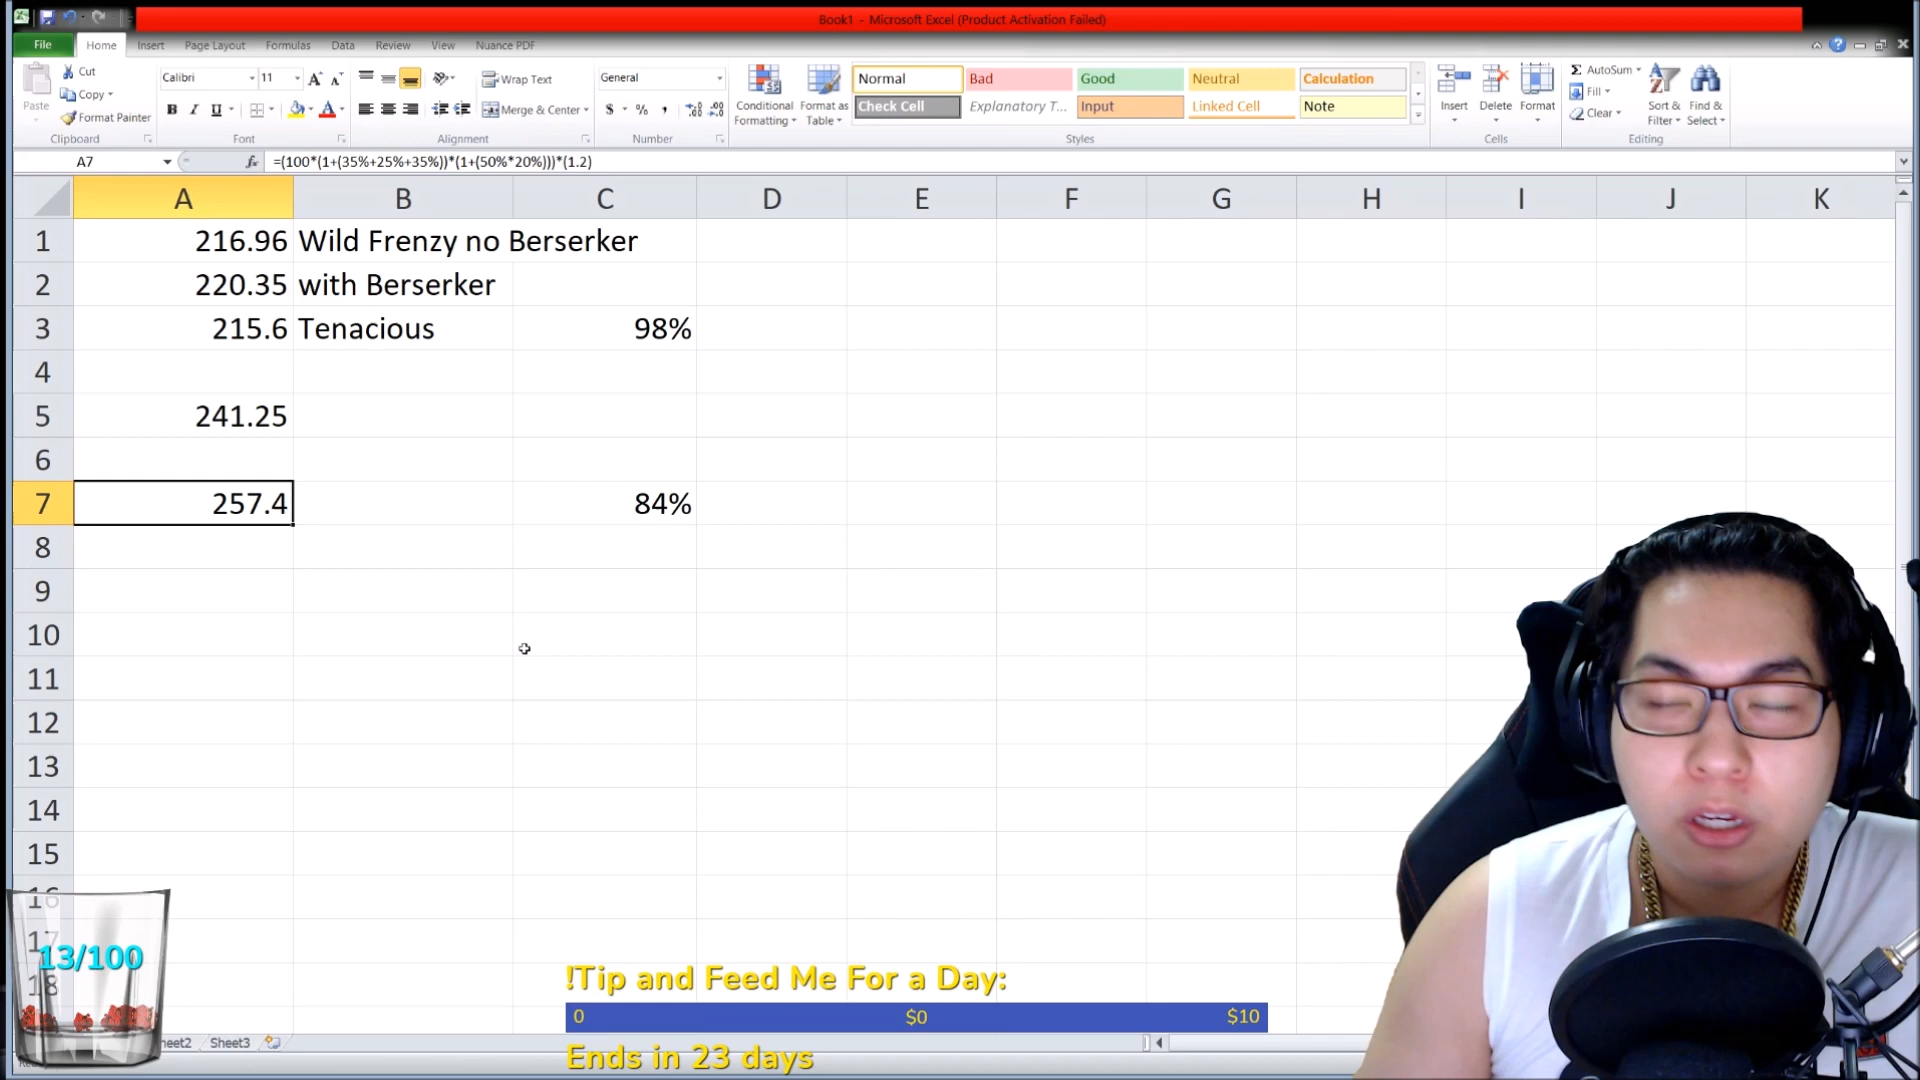 Book1 - Microsoft Excel (Product Activation Failed)
File Home Insert Page Layout Formulas Data Review View Nuance PDF
Paste
Cut
Copy
Format Painter
Clipboard
Calibri 11
B I U
Font
Wrap Text
Merge & Center
Alignment
General
$ % ,
Number
Conditional Formatting
Format as Table
Normal Bad Good Neutral Calculation
Check Cell Explanatory T... Input Linked Cell Note
Styles
Insert Delete Format
Cells
Σ AutoSum
Fill
Clear
Sort & Filter
Find & Select
Editing
A7 fx =(100*(1+(35%+25%+35%))*(1+(50%*20%)))*(1.2)
A B C D E F G H I J K
1 216.96 Wild Frenzy no Berserker
2 220.35 with Berserker
3 215.6 Tenacious 98%
4
5 241.25
6
7 257.4 84%
8
9
10
11
12
13
14
15
16
17
18
13/100
!Tip and Feed Me For a Day:
0 $0 $10
Ends in 23 days
Sheet3